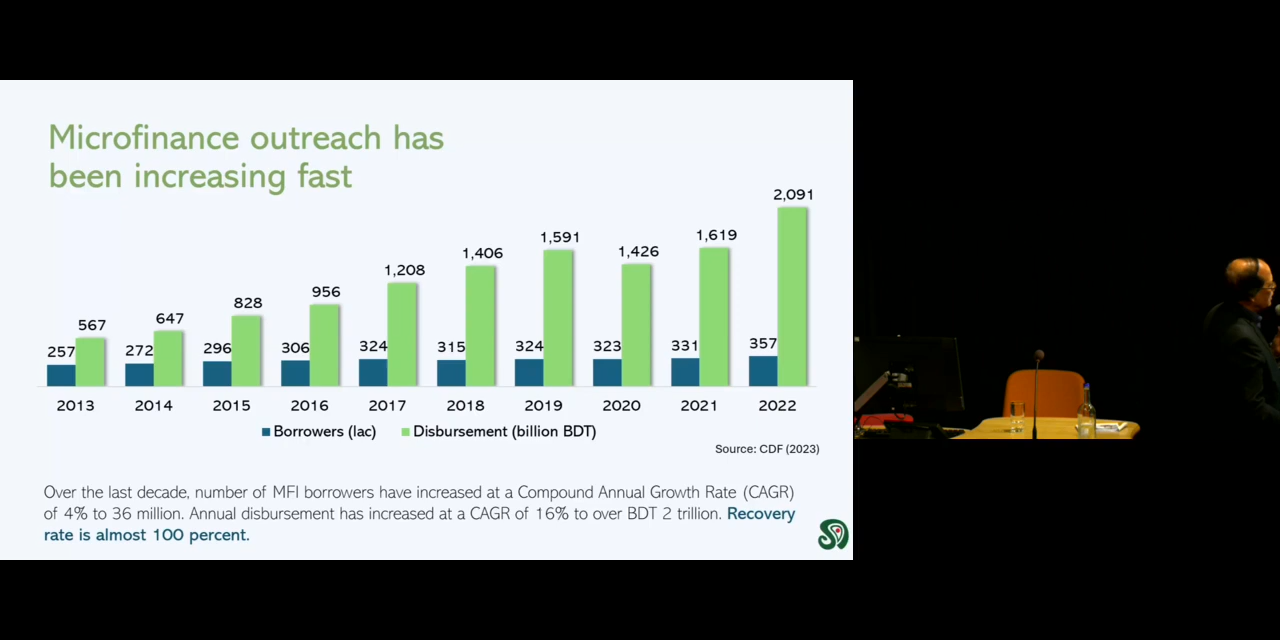 Microfinance outreach has
been increasing fast
2,091
1,619
1,591
1,426
1,406
1,208
956
828
647
567
257 272 296 306 324 315 324 323 331 357
2013 2014 2015 2016 2017 2018 2019 2020 2021 2022
Borrowers (lac) Disbursement (billion BDT)
Source: CDF (2023)
Over the last decade, number of MFI borrowers have increased at a Compound Annual Growth Rate (CAGR)
of 4% to 36 million. Annual disbursement has increased at a CAGR of 16% to over BDT 2 trillion. Recovery
rate is almost 100 percent.